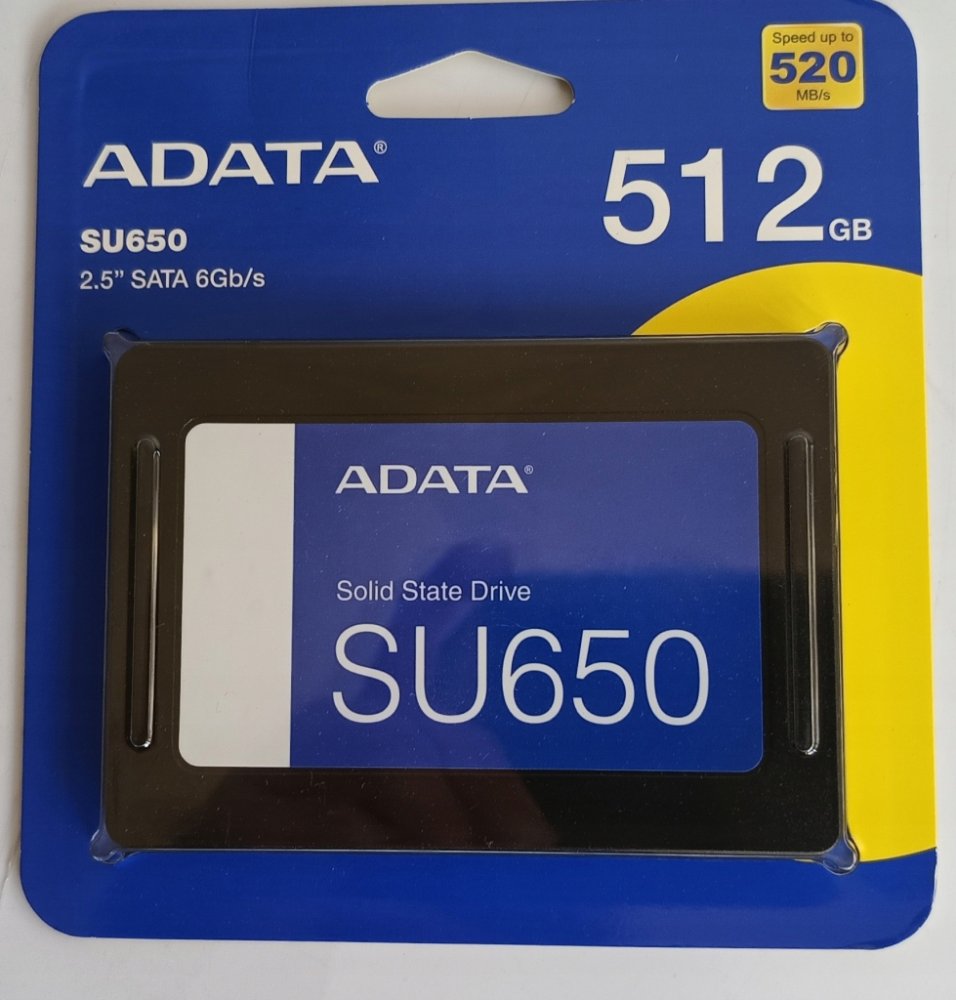 Speed up to
520
MB/s
ADATA®
512GB
SU650
2.5” SATA 6Gb/s
ADATA®
Solid State Drive
SU650